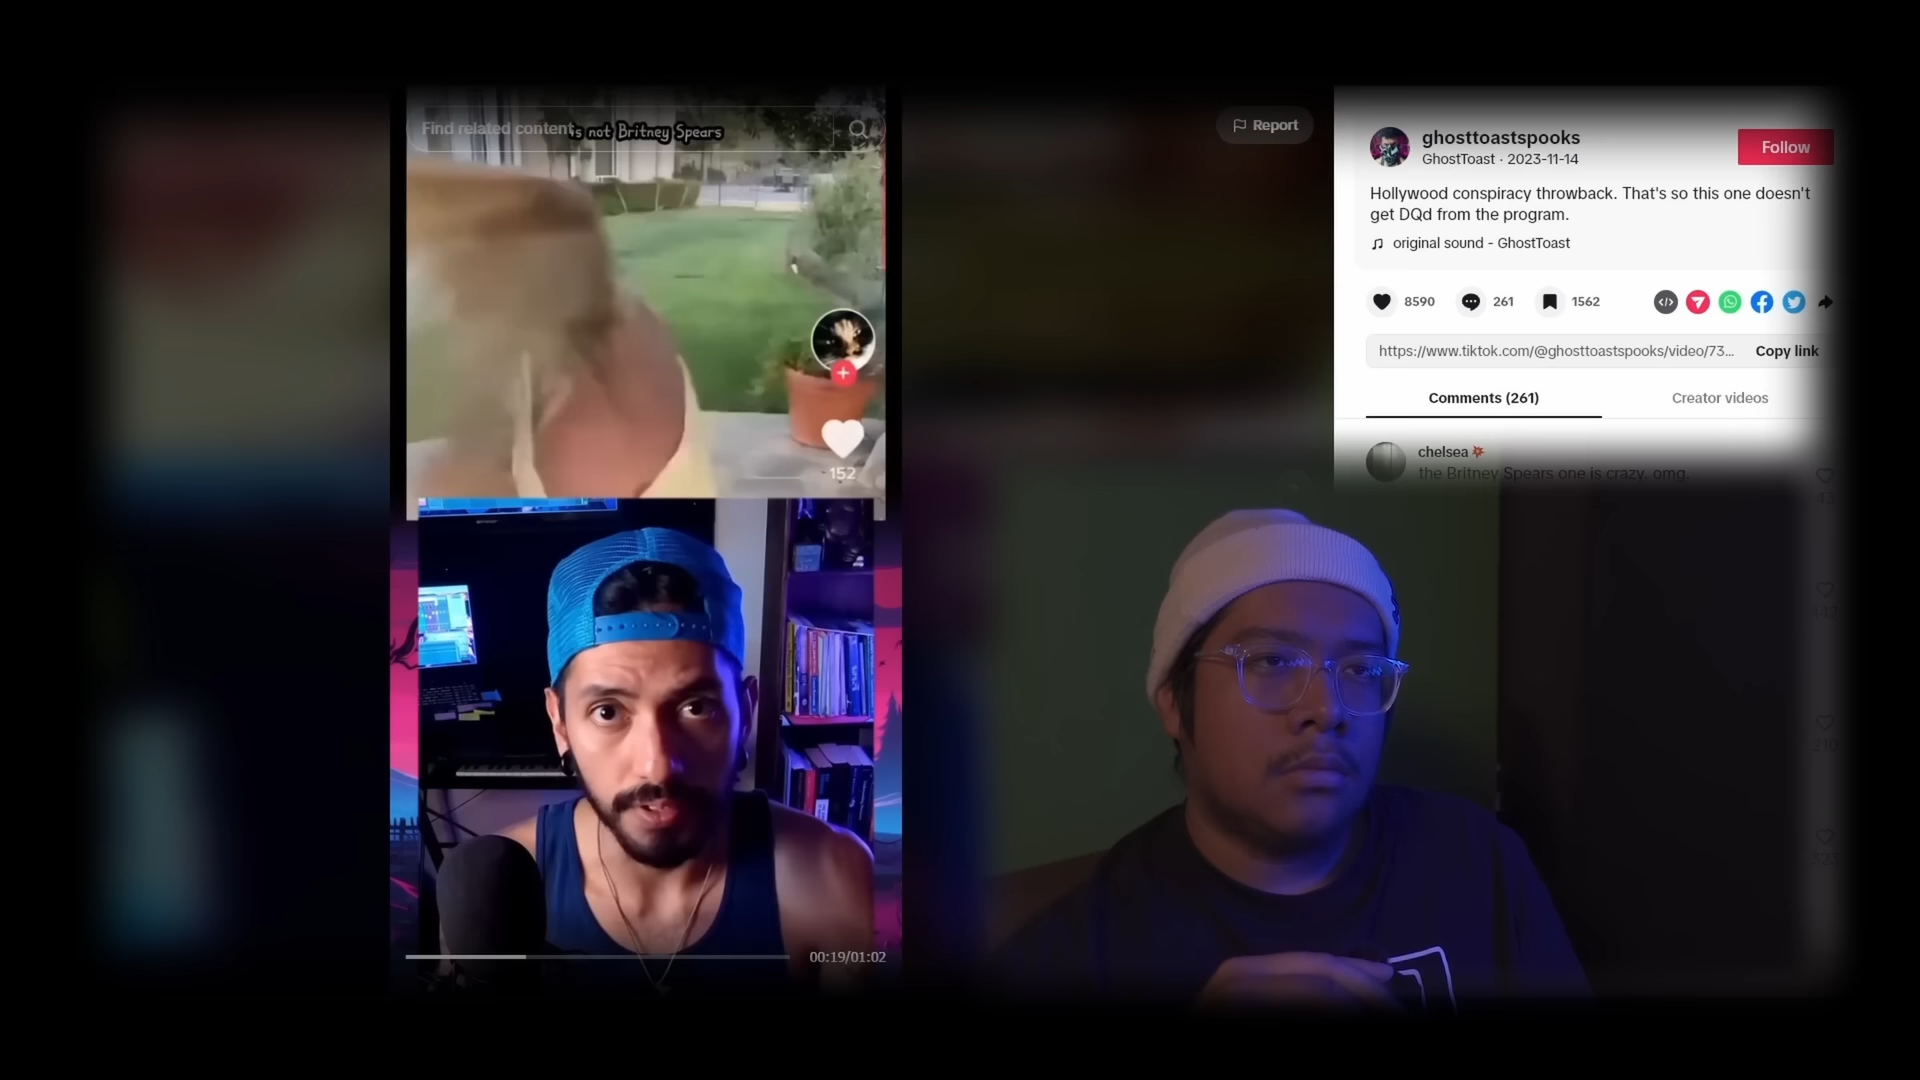 Find related content
is not Britney Spears
152
00:19/01:02
Report
ghosttoastspooks
GhostToast · 2023-11-14
Follow
Hollywood conspiracy throwback. That's so this one doesn't
get DQd from the program.
original sound - GhostToast
8590
261
1562
https://www.tiktok.com/@ghosttoastspooks/video/73...
Copy link
Comments (261)
Creator videos
chelsea
the Britney Spears one is crazy. omg.